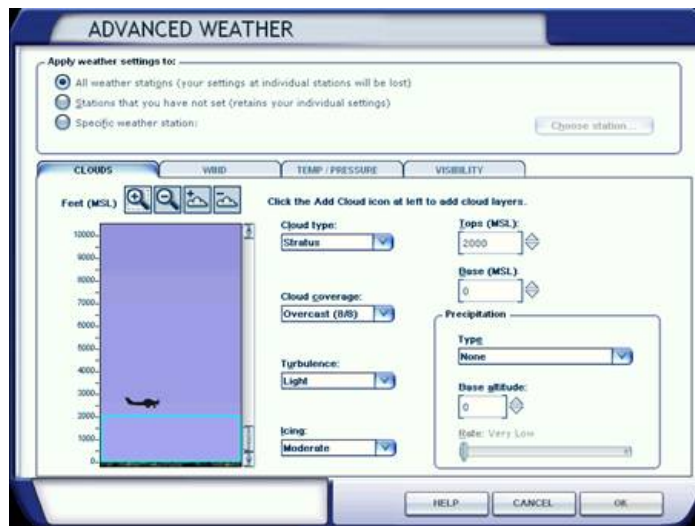 ADVANCED WEATHER
Apply weather settings to:
All weather stations (your settings at individual stations will be lost)
Stations that you have not set (retains your individual settings)
Specific weather station:
Choose station...
CLOUDS WIND TEMP / PRESSURE VISIBILITY
Feet (MSL)
Click the Add Cloud icon at left to add cloud layers.
10000
9000
8000
7000
6000
5000
4000
3000
2000
1000
0
Cloud type:
Stratus
Cloud coverage:
Overcast (8/8)
Turbulence:
Light
Icing:
Moderate
Tops (MSL):
2000
Base (MSL)
0
Precipitation
Type
None
Base altitude:
0
Rate: Very Low
HELP CANCEL OK